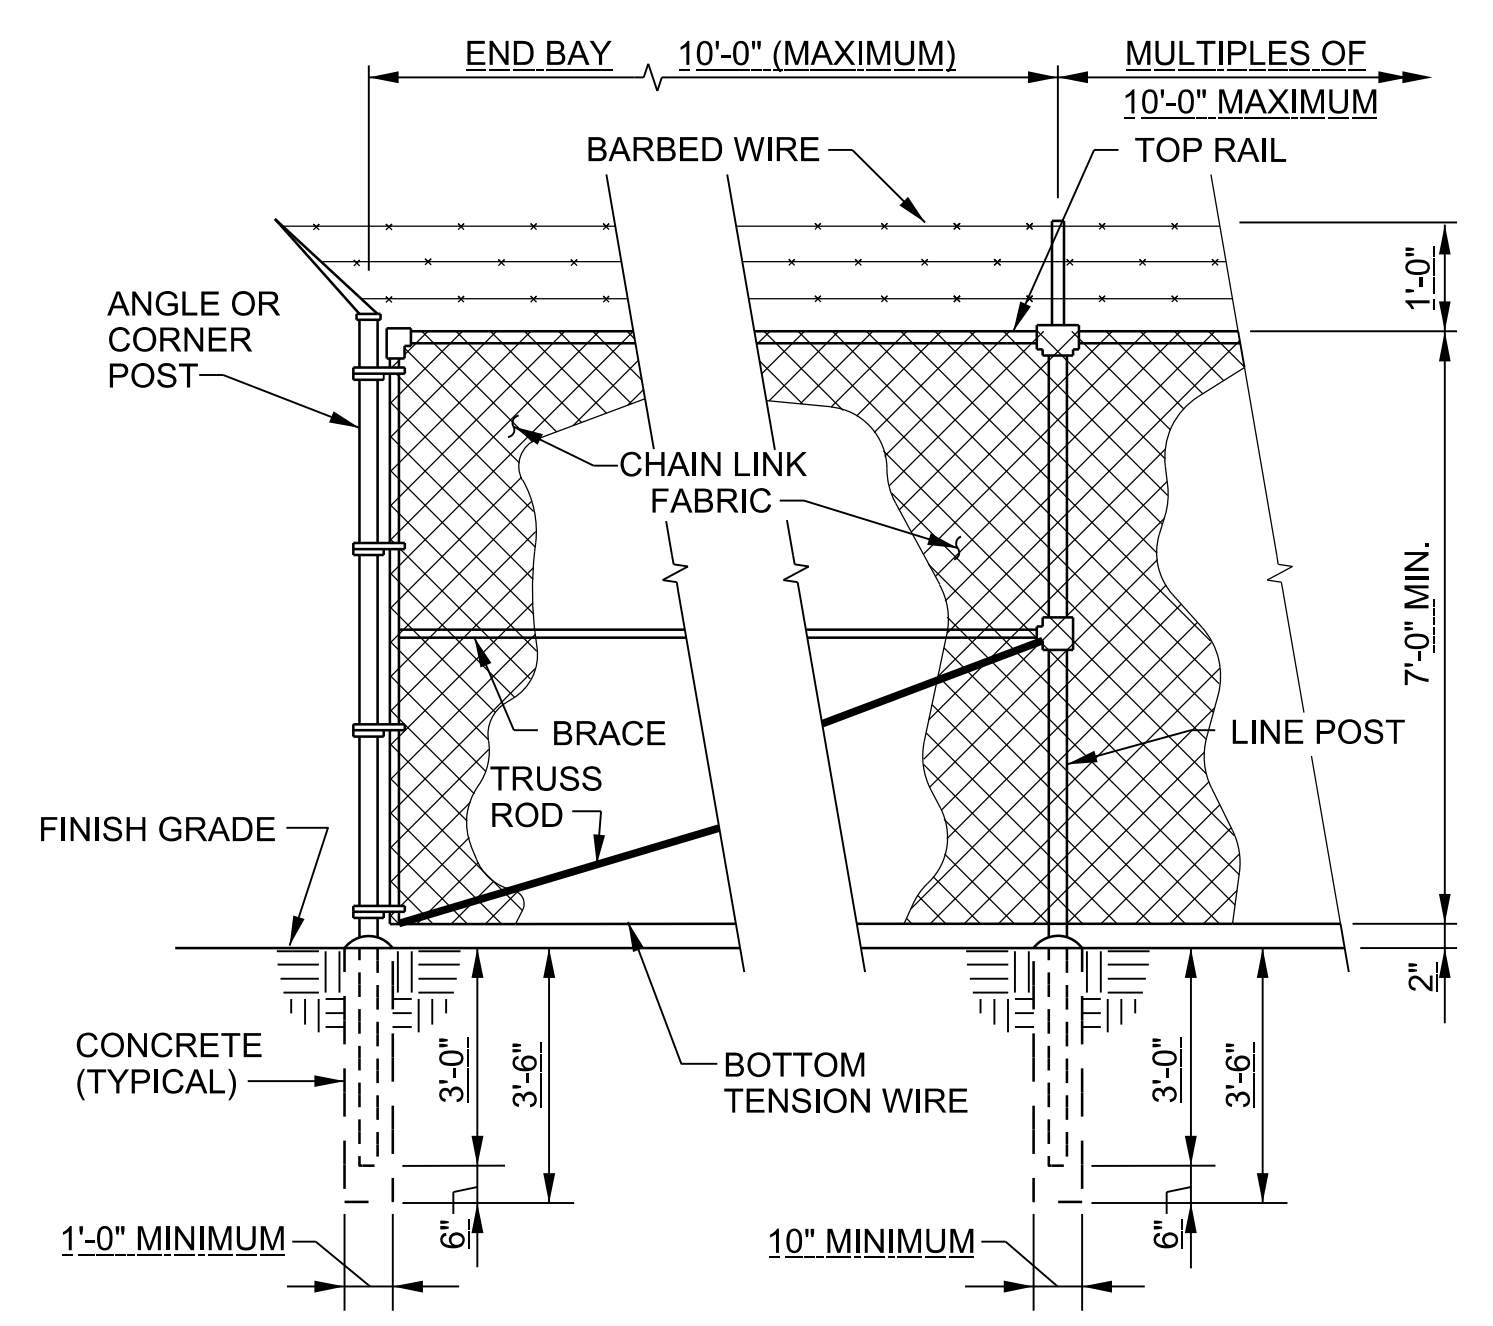 END BAY 10'-0" (MAXIMUM) MULTIPLES OF
10'-0" MAXIMUM
BARBED WIRE
TOP RAIL
1'-0"
ANGLE OR
CORNER
POST
CHAIN LINK
FABRIC
7'-0" MIN.
BRACE
LINE POST
TRUSS
ROD
FINISH GRADE
2"
CONCRETE
(TYPICAL)
3'-0"
3'-6"
BOTTOM
TENSION WIRE
3'-0"
3'-6"
6"
6"
1'-0" MINIMUM
10" MINIMUM